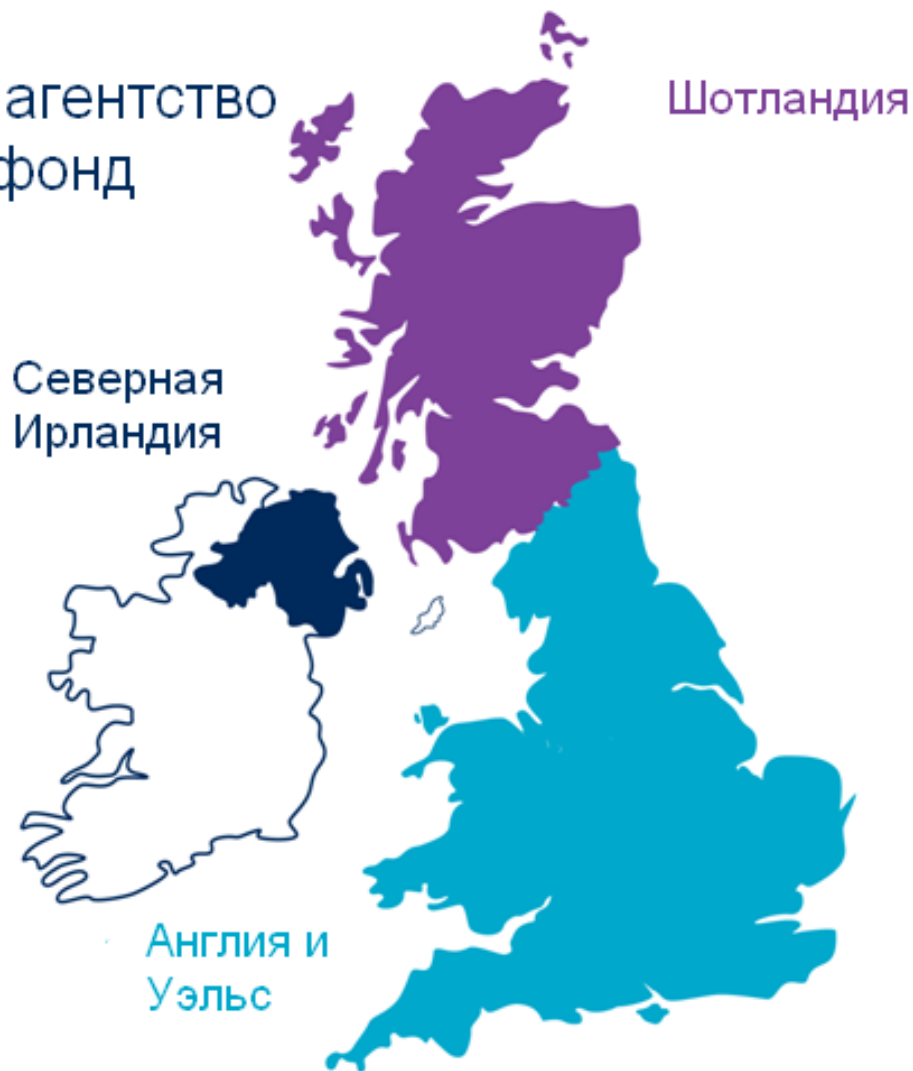 агентство
фонд
Шотландия
Северная
Ирландия
Англия и
Уэльс